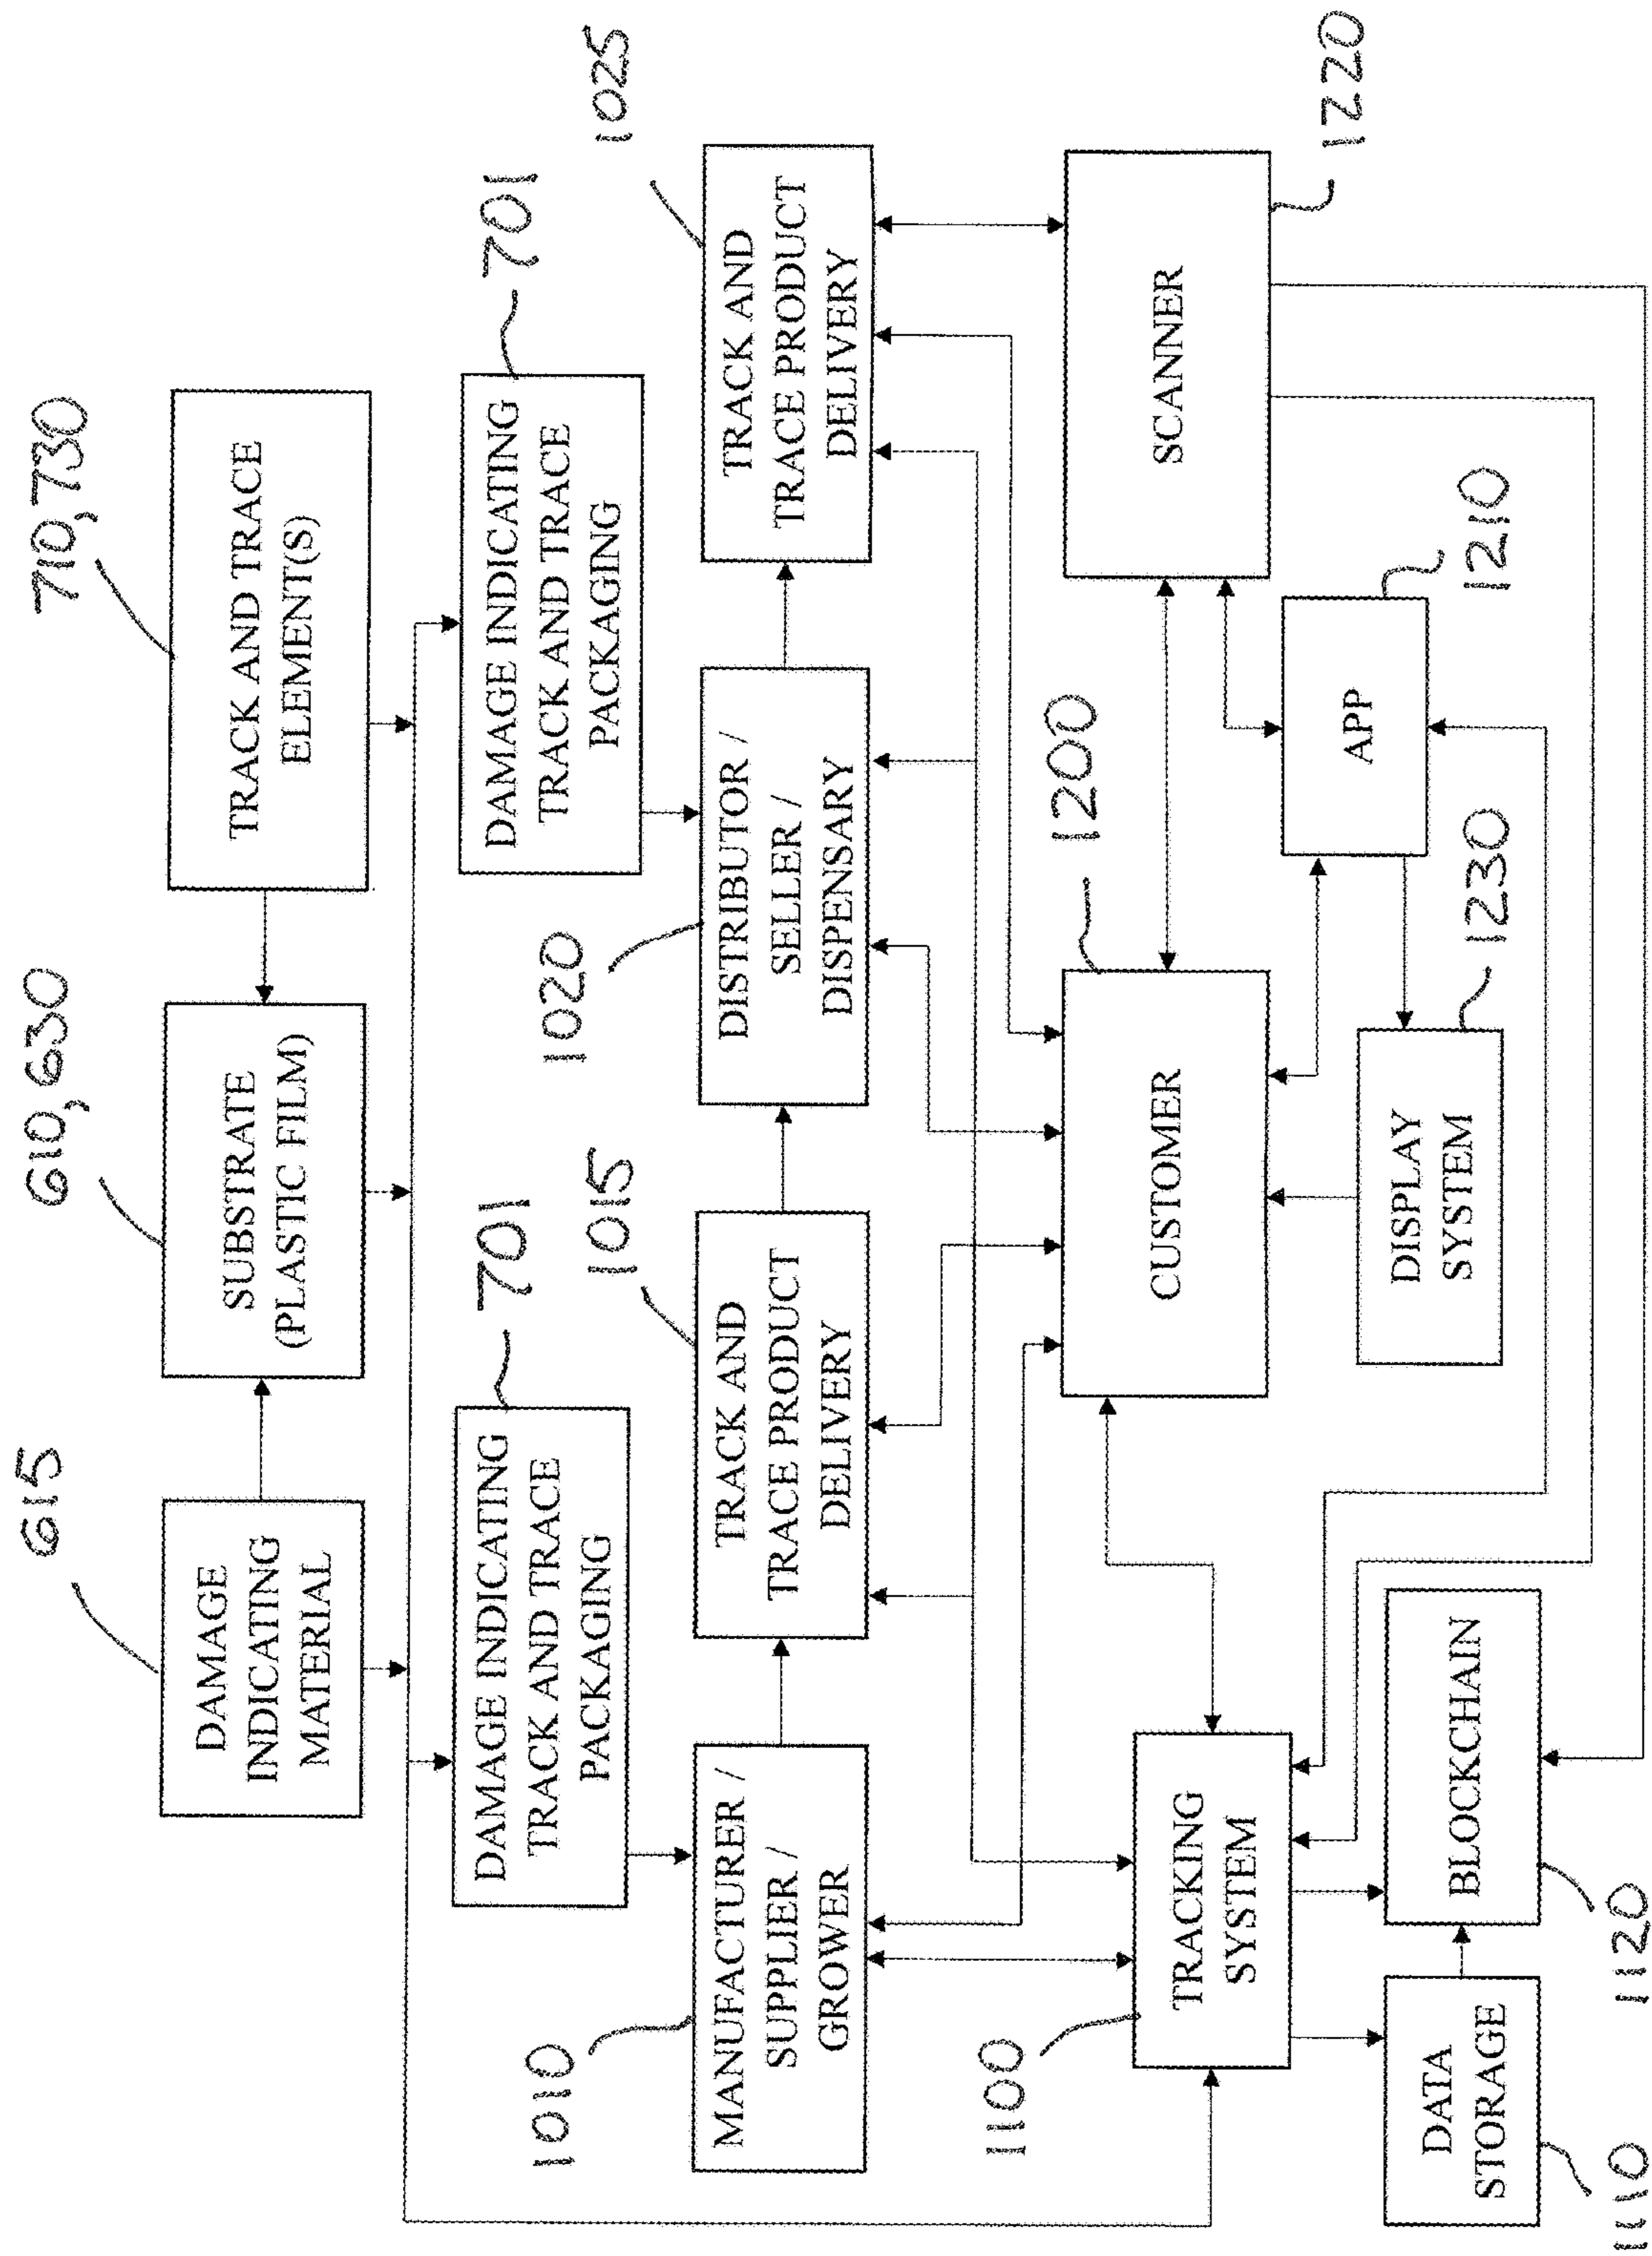 615
610,630
710,730
DAMAGE
INDICATING
MATERIAL
SUBSTRATE
(PLASTIC FILM)
TRACK AND TRACE
ELEMENT(S)
701
701
DAMAGE INDICATING
TRACK AND TRACE
PACKAGING
DAMAGE INDICATING
TRACK AND TRACE
PACKAGING
1010
1015
1020
1025
MANUFACTURER /
SUPPLIER /
GROWER
TRACK AND
TRACE PRODUCT
DELIVERY
DISTRIBUTOR /
SELLER /
DISPENSARY
TRACK AND
TRACE PRODUCT
DELIVERY
1100
1200
TRACKING
SYSTEM
CUSTOMER
SCANNER
1220
DATA
STORAGE
BLOCKCHAIN
DISPLAY
SYSTEM
APP
1110
1120
1230
1210